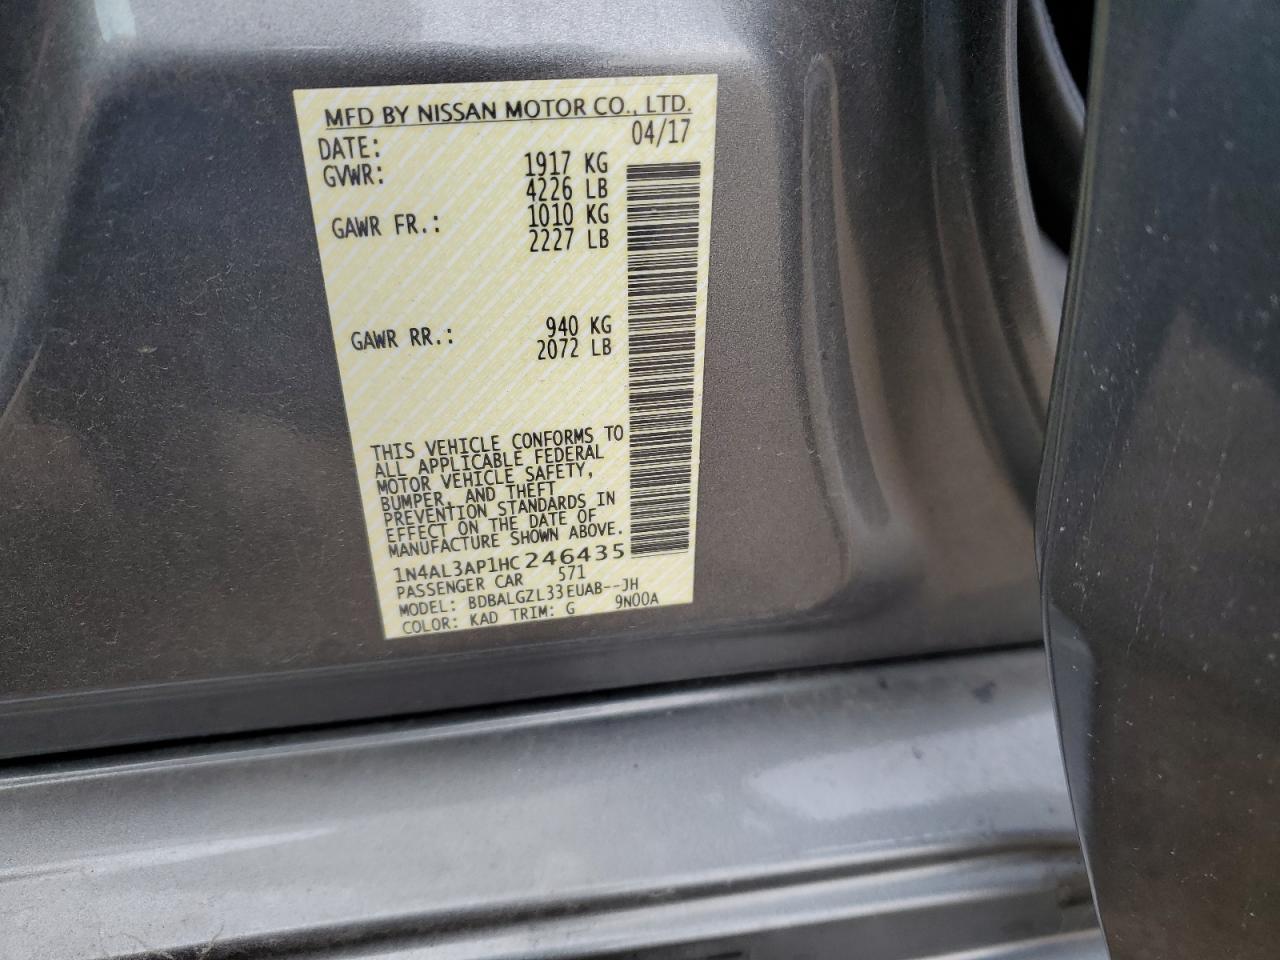 MFD BY NISSAN MOTOR CO., LTD.
DATE: 04/17
GVWR: 1917 KG
4226 LB
GAWR FR.: 1010 KG
2227 LB
GAWR RR.: 940 KG
2072 LB
THIS VEHICLE CONFORMS TO
ALL APPLICABLE FEDERAL
MOTOR VEHICLE SAFETY,
BUMPER, AND THEFT
PREVENTION STANDARDS IN
EFFECT ON THE DATE OF
MANUFACTURE SHOWN ABOVE.
1N4AL3AP1HC246435
PASSENGER CAR 571
MODEL: BDBALGZL33EUAB--JH
COLOR: KAD TRIM: G 9N00A